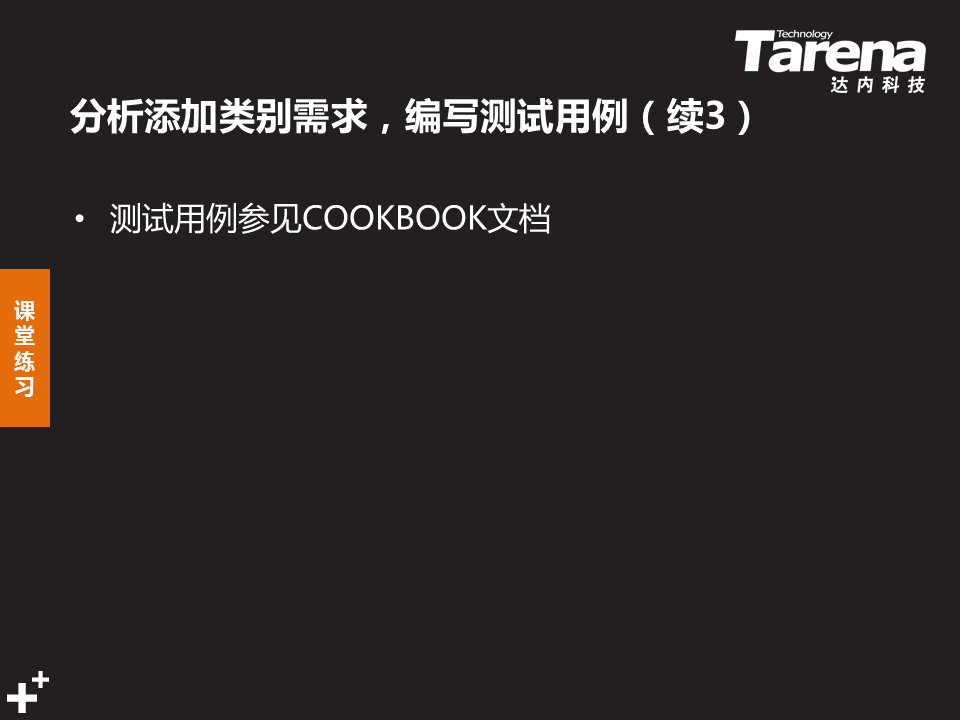 Technology
Tarena
达内科技
分析添加类别需求，编写测试用例（续3）
• 测试用例参见COOKBOOK文档
课
堂
练
习